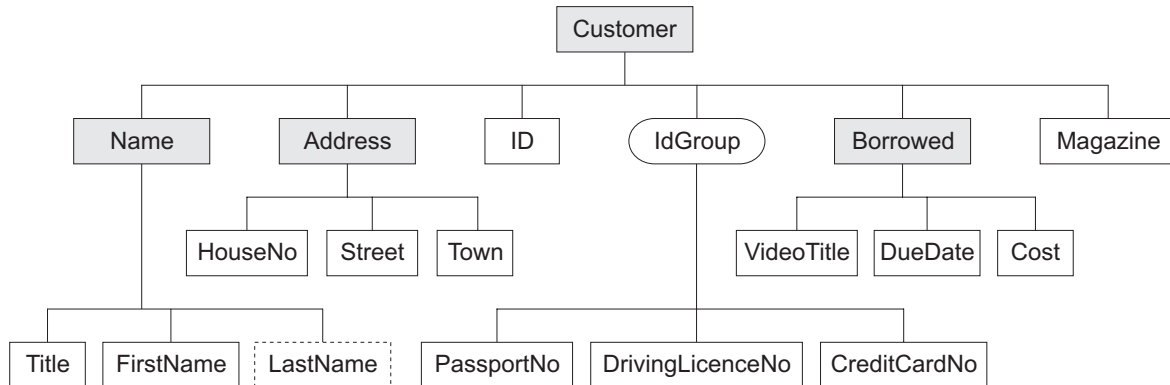 Customer
Name Address ID IdGroup Borrowed Magazine
HouseNo Street Town VideoTitle DueDate Cost
Title FirstName LastName PassportNo DrivingLicenceNo CreditCardNo